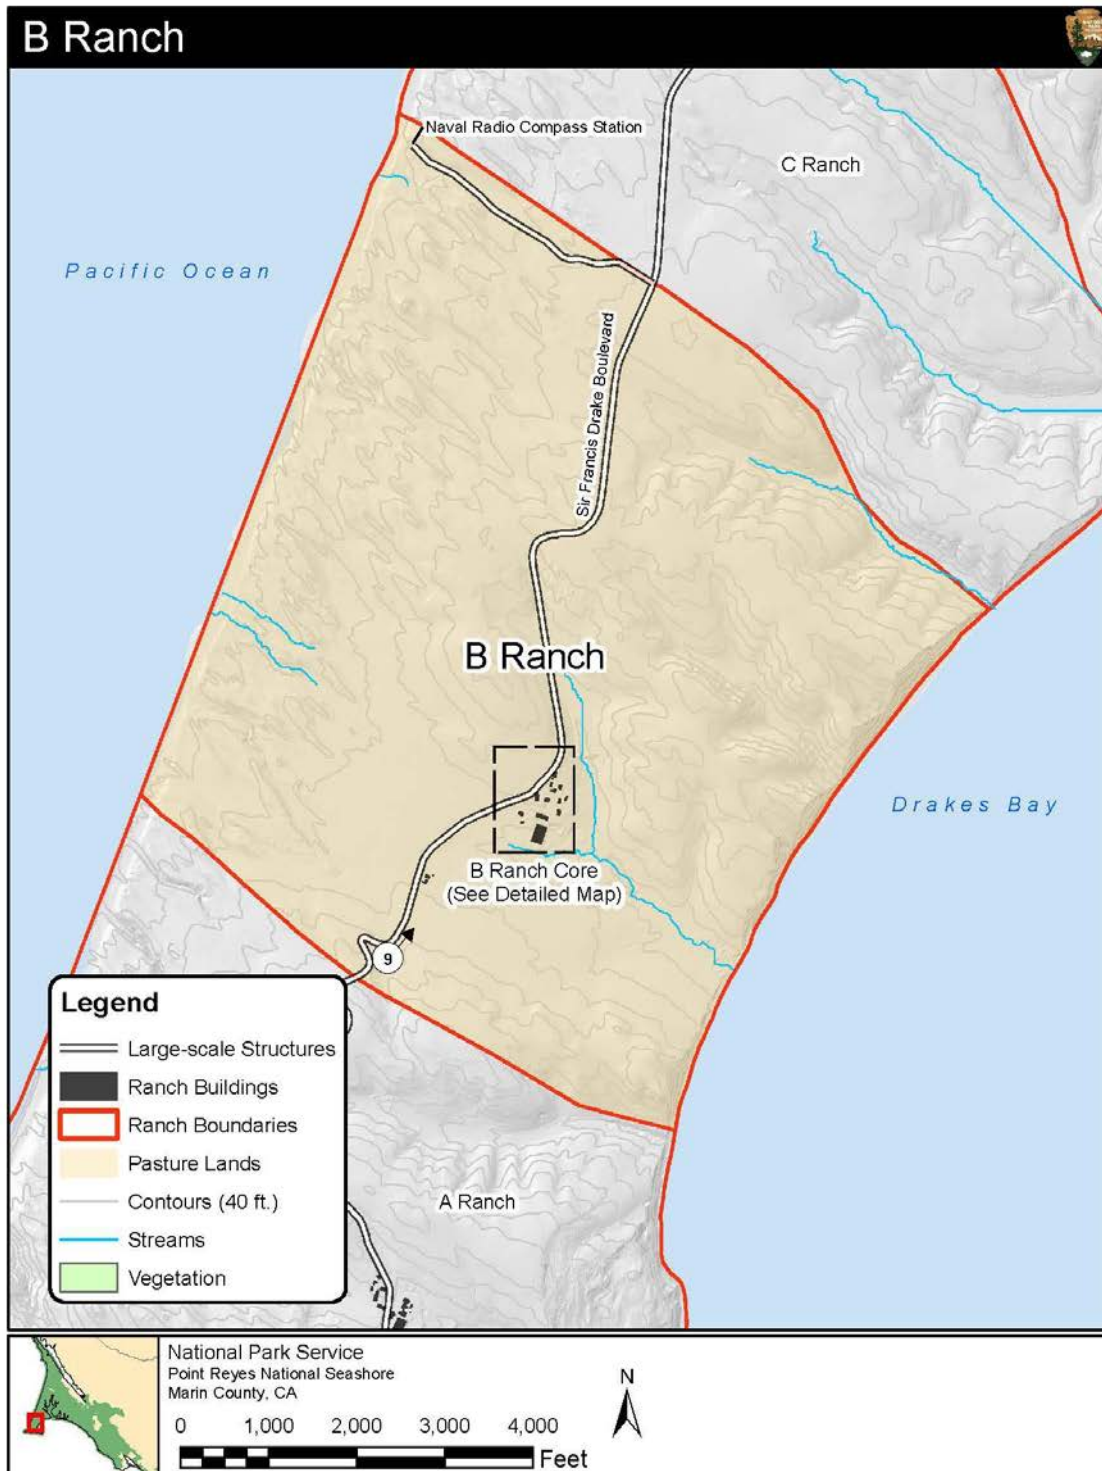 B Ranch
Naval Radio Compass Station
C Ranch
Pacific Ocean
Sir Francis Drake Boulevard
B Ranch
Drakes Bay
B Ranch Core
(See Detailed Map)
9
Legend
Large-scale Structures
Ranch Buildings
Ranch Boundaries
Pasture Lands
Contours (40 ft.)
Streams
Vegetation
A Ranch
National Park Service
Point Reyes National Seashore
Marin County, CA
N
0 1,000 2,000 3,000 4,000
Feet